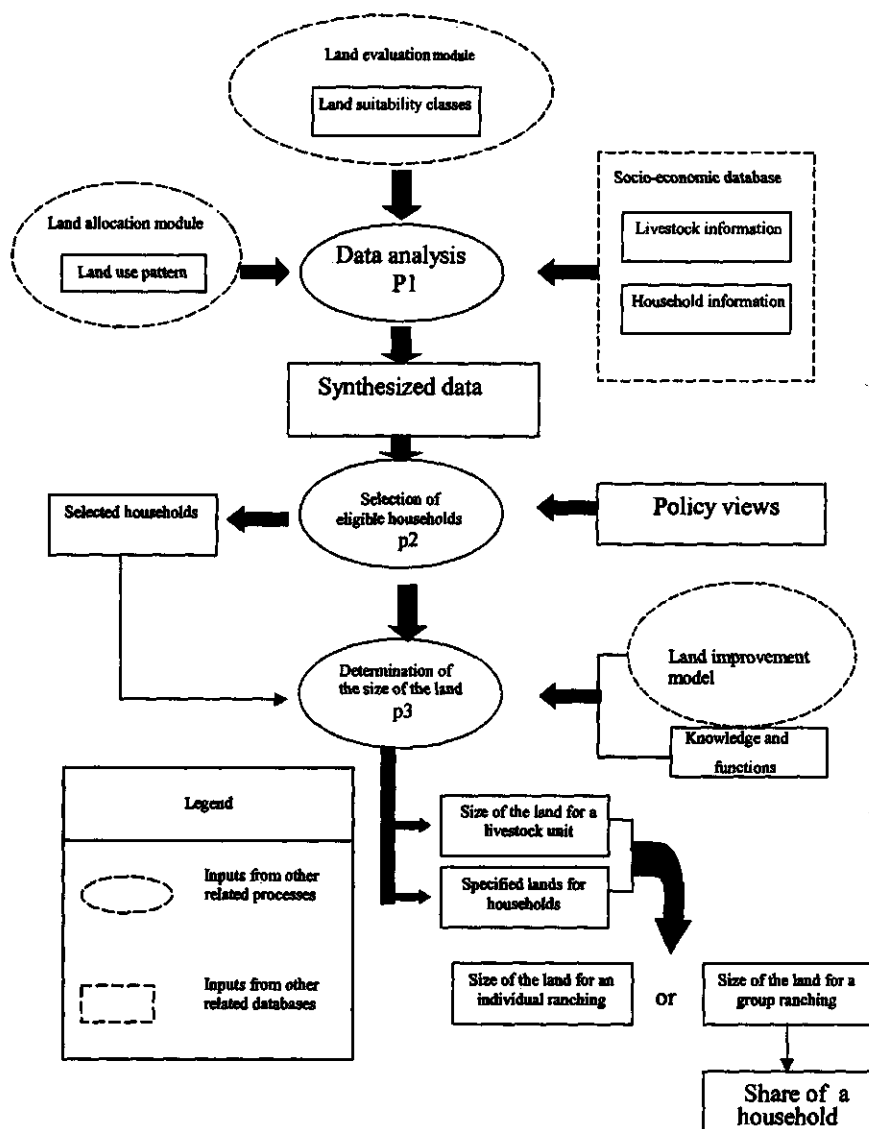 Land evaluation module
Land suitability classes
Socio-economic database
Livestock information
Household information
Land allocation module
Land use pattern
Data analysis
P1
Synthesized data
Selected households
Selection of
eligible households
p2
Policy views
Determination of
the size of the land
p3
Land improvement
model
Knowledge and
functions
Legend
Inputs from other
related processes
Inputs from other
related databases
Size of the land for a
livestock unit
Specified lands for
households
Size of the land for an
individual ranching
or
Size of the land for a
group ranching
Share of a
household